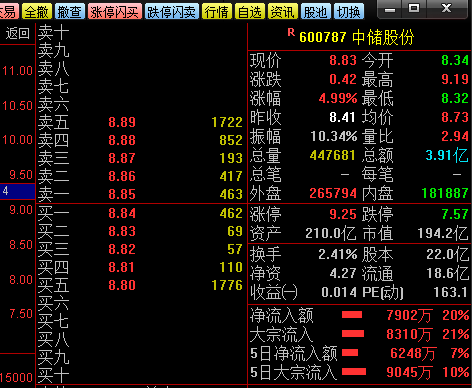 交易 全撤 撤查 涨停闪买 跌停闪卖 行情 自选 资讯 股池 切换
返回 卖十 R 600787 中储股份
卖九
卖八 现价 8.83 今开 8.34
11.00 卖七 涨跌 0.42 最高 9.19
10.50 卖六 涨幅 4.99% 最低 8.32
卖五 8.89 1722 昨收 8.41 均价 8.73
10.00 卖四 8.88 852 振幅 10.34% 量比 2.94
卖三 8.87 193 总量 447681 总额 3.91亿
9.50 卖二 8.86 417 总笔 – 每笔 –
4 卖一 8.85 463 外盘 265794 内盘 181887
9.00 买一 8.84 462 涨停 9.25 跌停 7.57
买二 8.83 69 资产 210.0亿 市值 194.2亿
8.50 买三 8.82 57 换手 2.41% 股本 22.0亿
8.00 买四 8.81 110 净资 4.27 流通 18.6亿
买五 8.80 1776 收益(一) 0.014 PE(动) 163.1
7.50 买六
买七 净流入额 7902万 20%
买八 大宗流入 8310万 21%
买九 5日净流入额 6248万 7%
15000 买十 5日大宗流入 9045万 10%